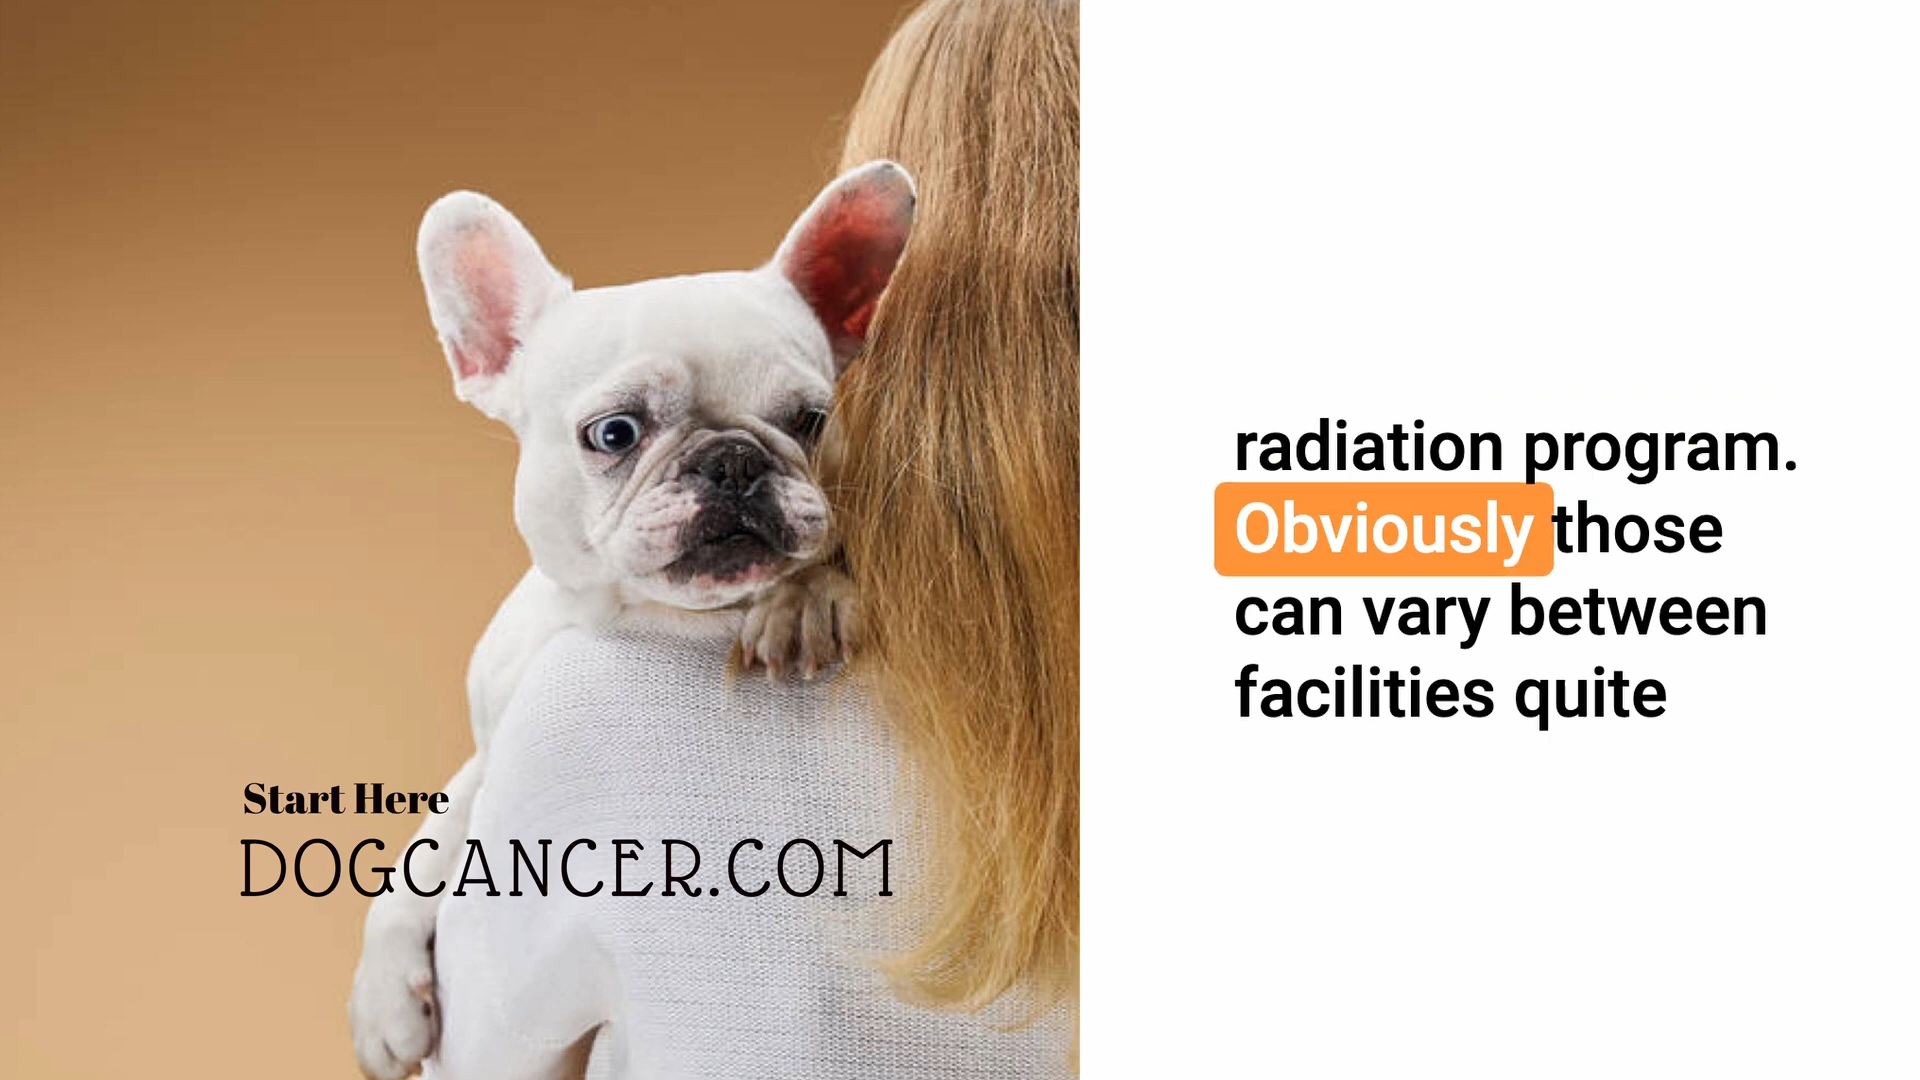 Start Here
DOGCANCER.COM
radiation program.
Obviously those
can vary between
facilities quite